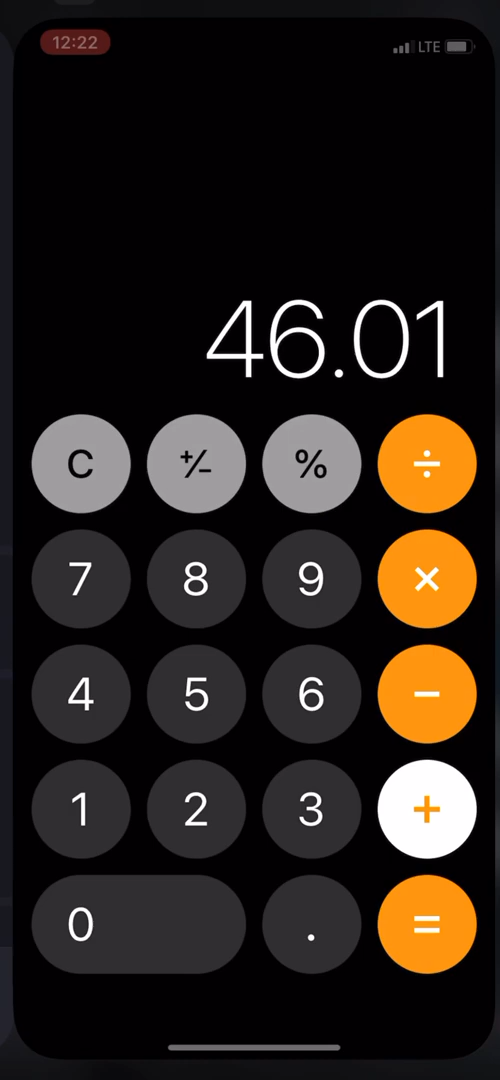 12:22 LTE
46.01
C +/- % ÷
7 8 9 ×
4 5 6 −
1 2 3 +
0 . =